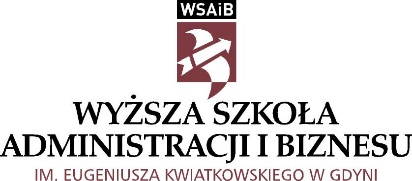 WSAiB
WYŻSZA SZKOŁA
ADMINISTRACJI I BIZNESU
IM. EUGENIUSZA KWIATKOWSKIEGO W GDYNI